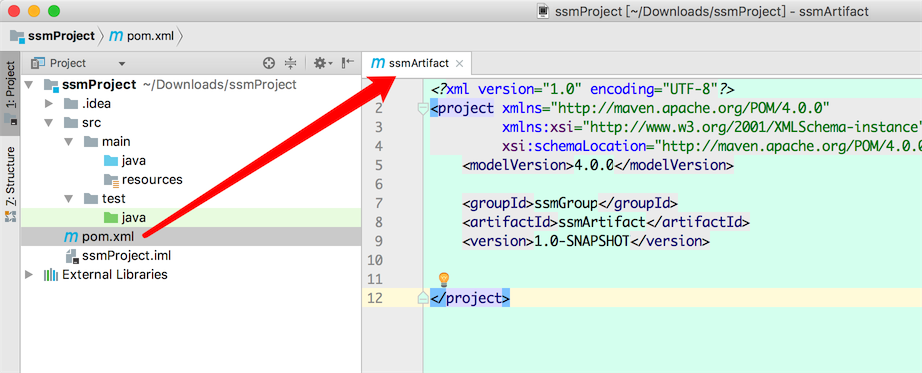 ssmProject [~/Downloads/ssmProject] - ssmArtifact
ssmProject
pom.xml
1: Project
Z: Structure
Project
ssmProject ~/Downloads/ssmProject
.idea
src
main
java
resources
test
java
pom.xml
ssmProject.iml
External Libraries
m ssmArtifact
<?xml version="1.0" encoding="UTF-8"?>
2 <project xmlns="http://maven.apache.org/POM/4.0.0"
3 xmlns:xsi="http://www.w3.org/2001/XMLSchema-instance"
4 xsi:schemaLocation="http://maven.apache.org/POM/4.0.0
5 <modelVersion>4.0.0</modelVersion>
6
7 <groupId>ssmGroup</groupId>
8 <artifactId>ssmArtifact</artifactId>
9 <version>1.0-SNAPSHOT</version>
10
11
12 </project>